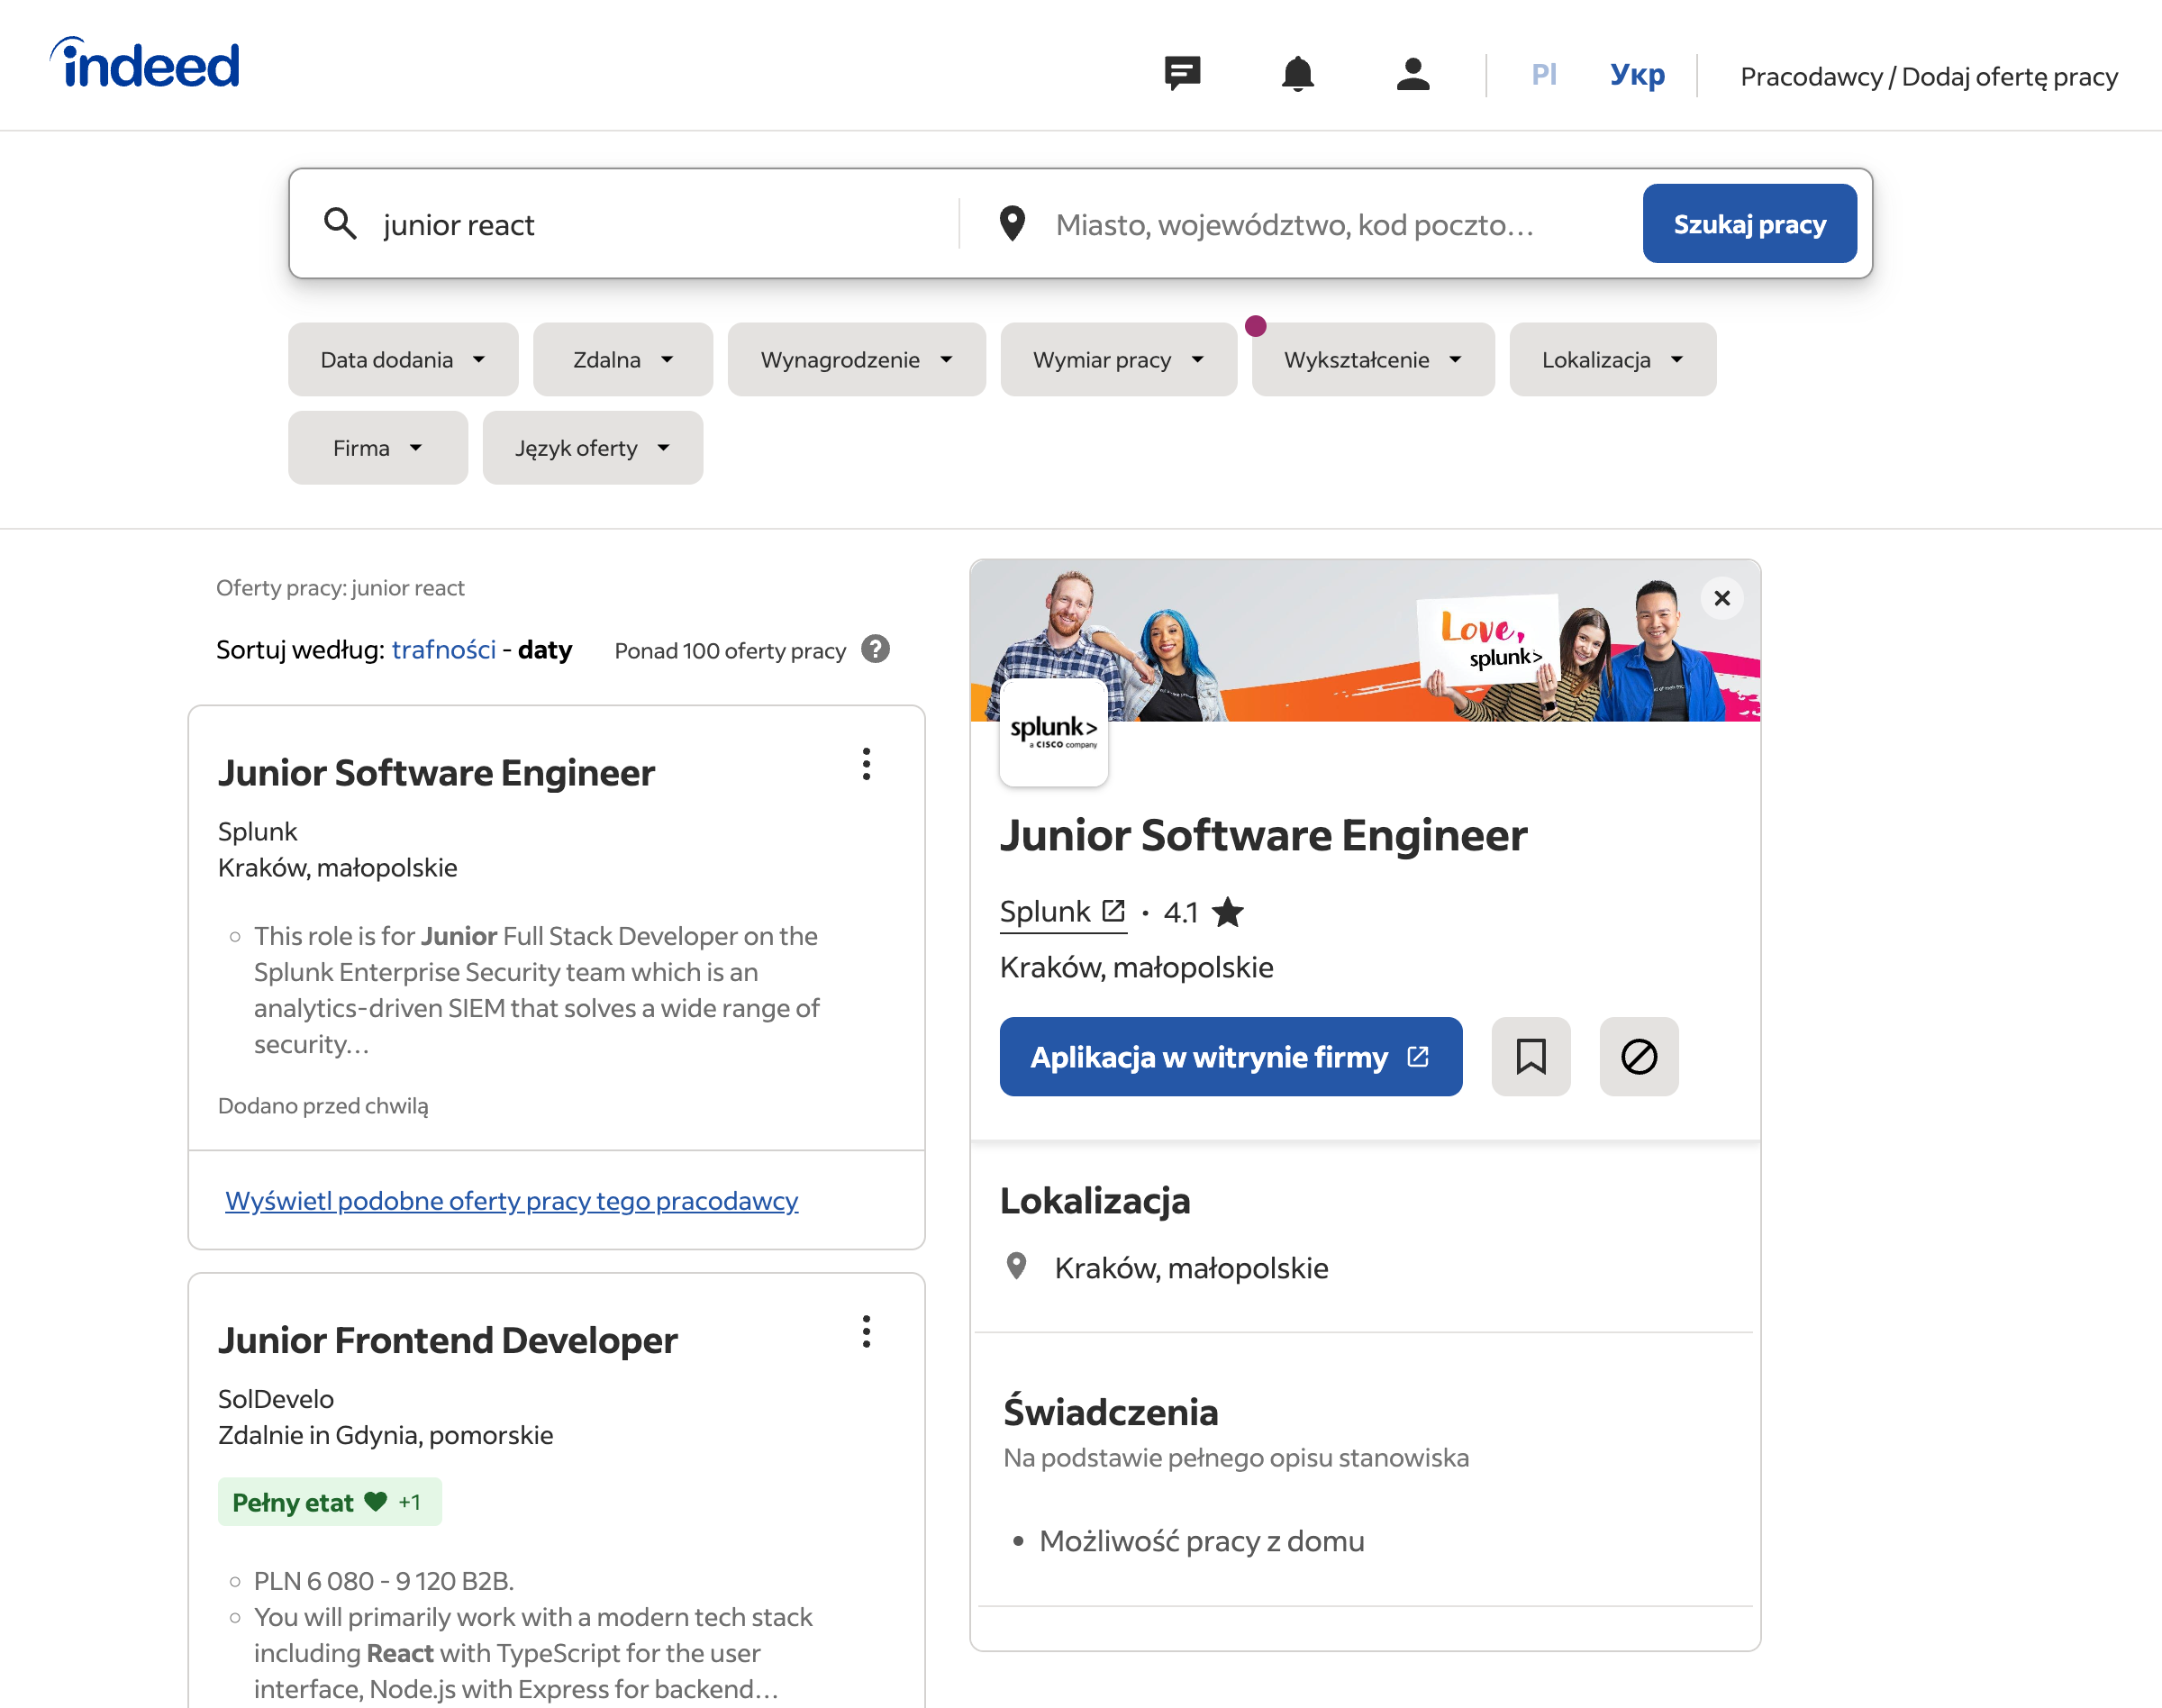 indeed
Pl
Укр
Pracodawcy / Dodaj ofertę pracy
junior react
Miasto, województwo, kod poczto...
Szukaj pracy
Data dodania
Zdalna
Wynagrodzenie
Wymiar pracy
Wykształcenie
Lokalizacja
Firma
Język oferty
Oferty pracy: junior react
Sortuj według: trafności - daty
Ponad 100 oferty pracy
?
Junior Software Engineer
Splunk
Kraków, małopolskie
This role is for Junior Full Stack Developer on the
Splunk Enterprise Security team which is an
analytics-driven SIEM that solves a wide range of
security...
Dodano przed chwilą
Wyświetl podobne oferty pracy tego pracodawcy
Junior Frontend Developer
SolDevelo
Zdalnie in Gdynia, pomorskie
Pełny etat +1
PLN 6 080 - 9 120 B2B.
You will primarily work with a modern tech stack
including React with TypeScript for the user
interface, Node.js with Express for backend...
Love,
splunk>
splunk>
a CISCO company
Junior Software Engineer
Splunk · 4.1
Kraków, małopolskie
Aplikacja w witrynie firmy
Lokalizacja
Kraków, małopolskie
Świadczenia
Na podstawie pełnego opisu stanowiska
Możliwość pracy z domu